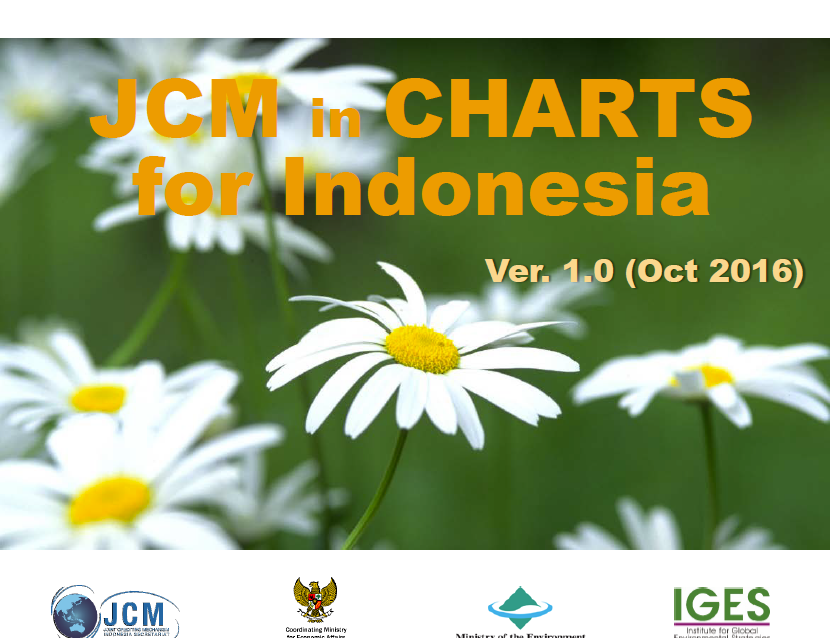 JCM in CHARTS
for Indonesia
Ver. 1.0 (Oct 2016)
JCM
JOINT CREDITING MECHANISM
INDONESIA SECRETARIAT
Coordinating Ministry
for Economic Affairs
Ministry of the Environment
IGES
Institute for Global
Environmental Strategies